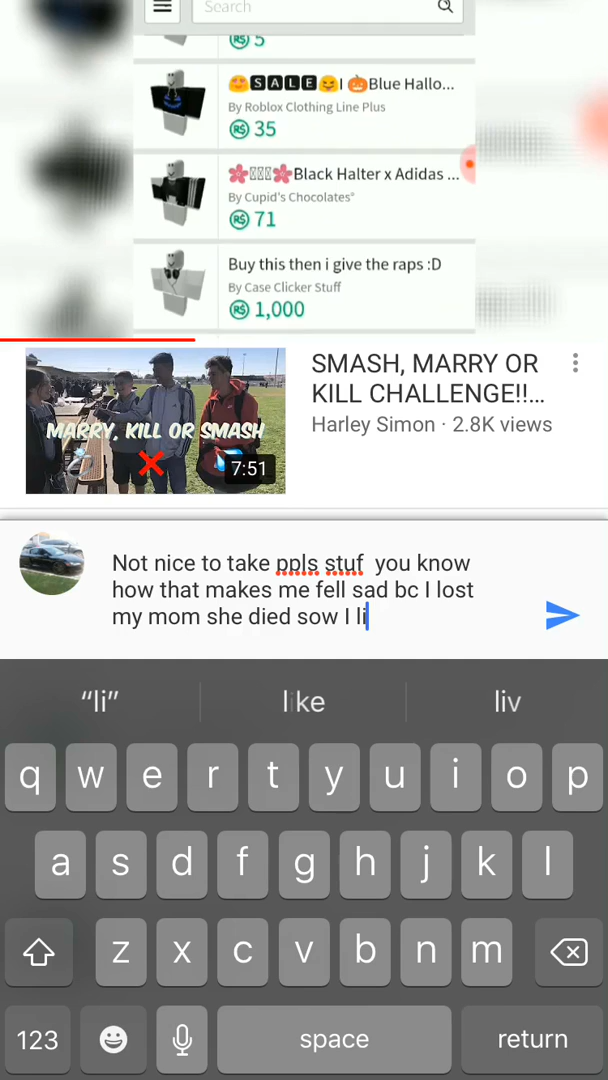 Search
5
😍🆂🅰🅻🅴😝I 🎃Blue Hallo...
By Roblox Clothing Line Plus
R$ 35
🌸▯▯▯🌸Black Halter x Adidas ...
By Cupid's Chocolates°
R$ 71
Buy this then i give the raps :D
By Case Clicker Stuff
R$ 1,000
MARRY, KILL OR SMASH
7:51
SMASH, MARRY OR
KILL CHALLENGE!!...
Harley Simon · 2.8K views
Not nice to take ppls stuf  you know
how that makes me fell sad bc I lost
my mom she died sow I li
“li” like liv
q w e r t y u i o p
a s d f g h j k l
z x c v b n m
123 space return